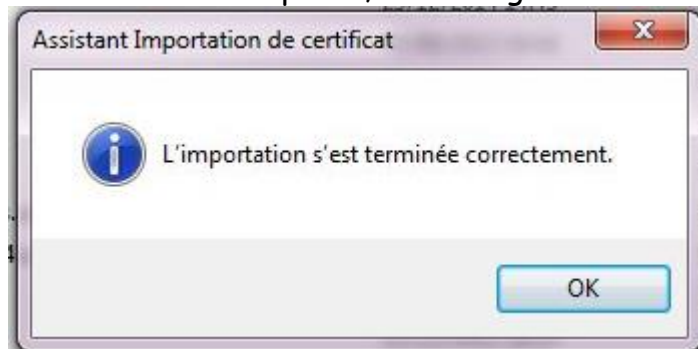 Assistant Importation de certificat
L'importation s'est terminée correctement.
OK